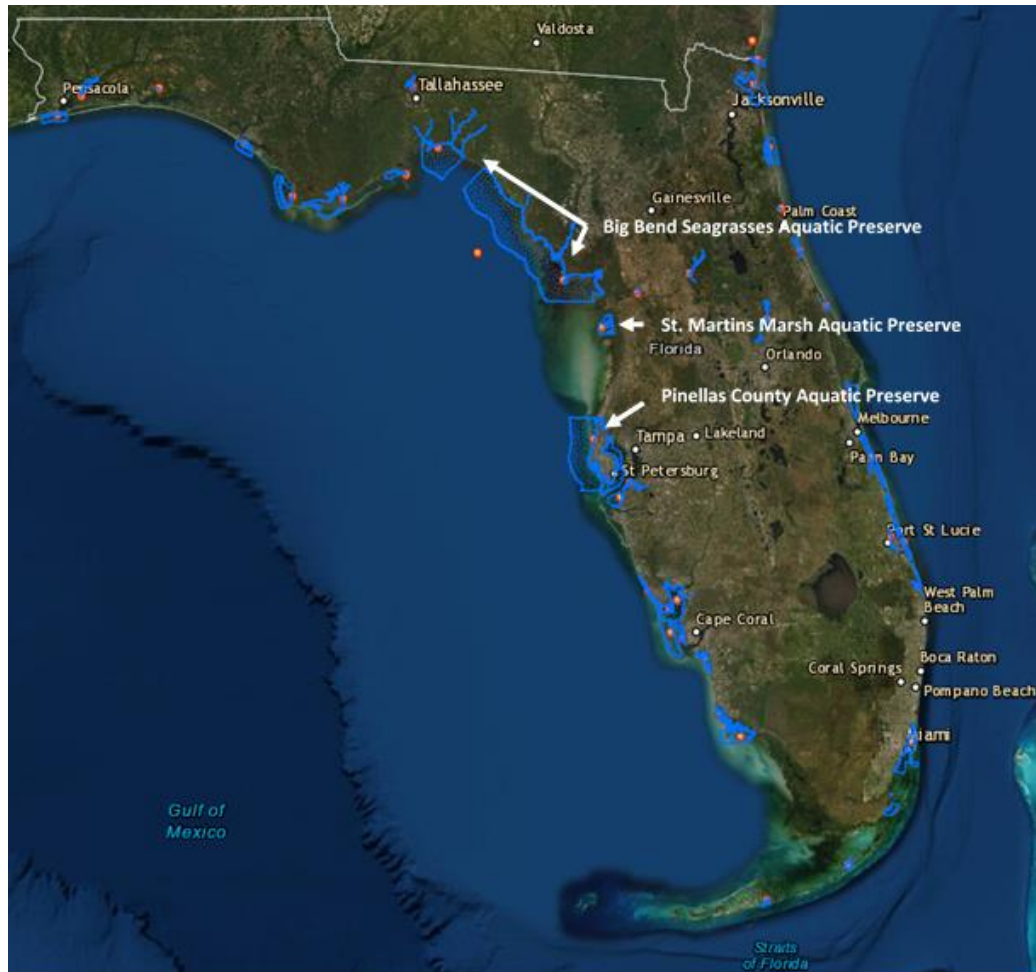 Valdosta
Pensacola
Tallahassee
Jacksonville
Gainesville
Palm Coast
Big Bend Seagrasses Aquatic Preserve
St. Martins Marsh Aquatic Preserve
Florida
Orlando
Pinellas County Aquatic Preserve
Melbourne
Tampa
Lakeland
Palm Bay
St Petersburg
Port St Lucie
West Palm
Beach
Cape Coral
Boca Raton
Coral Springs
Pompano Beach
Miami
Gulf of
Mexico
Straits
of Florida